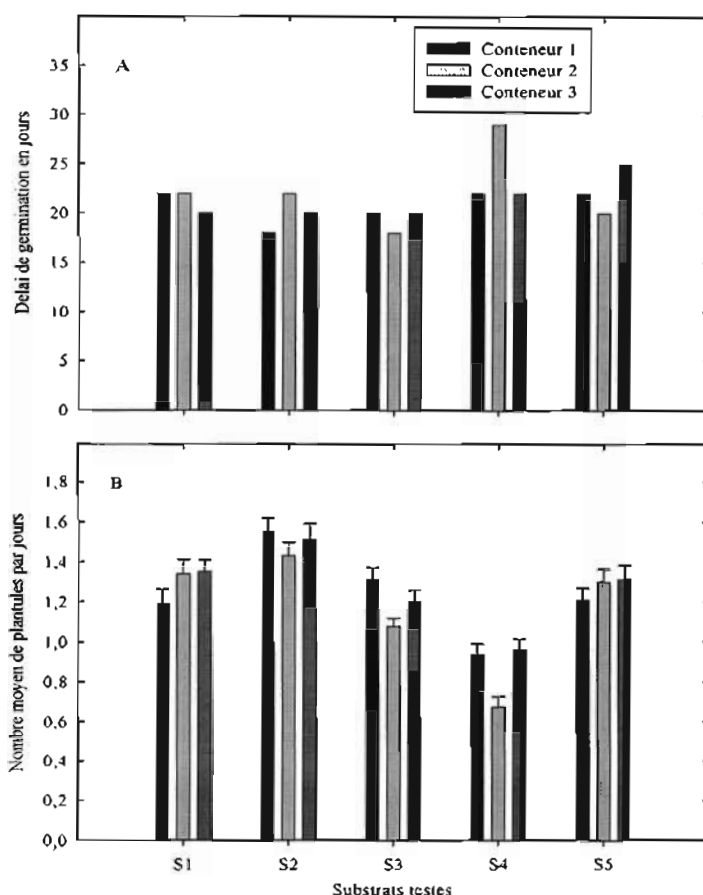 A
Conteneur 1
Conteneur 2
Conteneur 3
Delai de germination en jours
35
30
25
20
15
10
5
0
B
Nombre moyen de plantules par jours
1,8
1,6
1,4
1,2
1,0
0,8
0,6
0,4
0,2
0,0
S1 S2 S3 S4 S5
Substrats testes